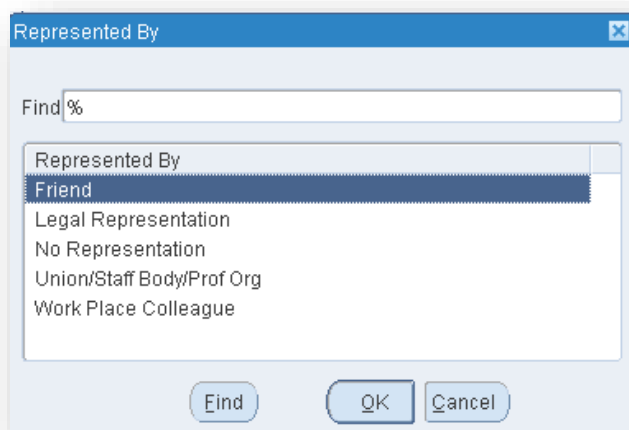 Represented By
Find %
Represented By
Friend
Legal Representation
No Representation
Union/Staff Body/Prof Org
Work Place Colleague
Find OK Cancel